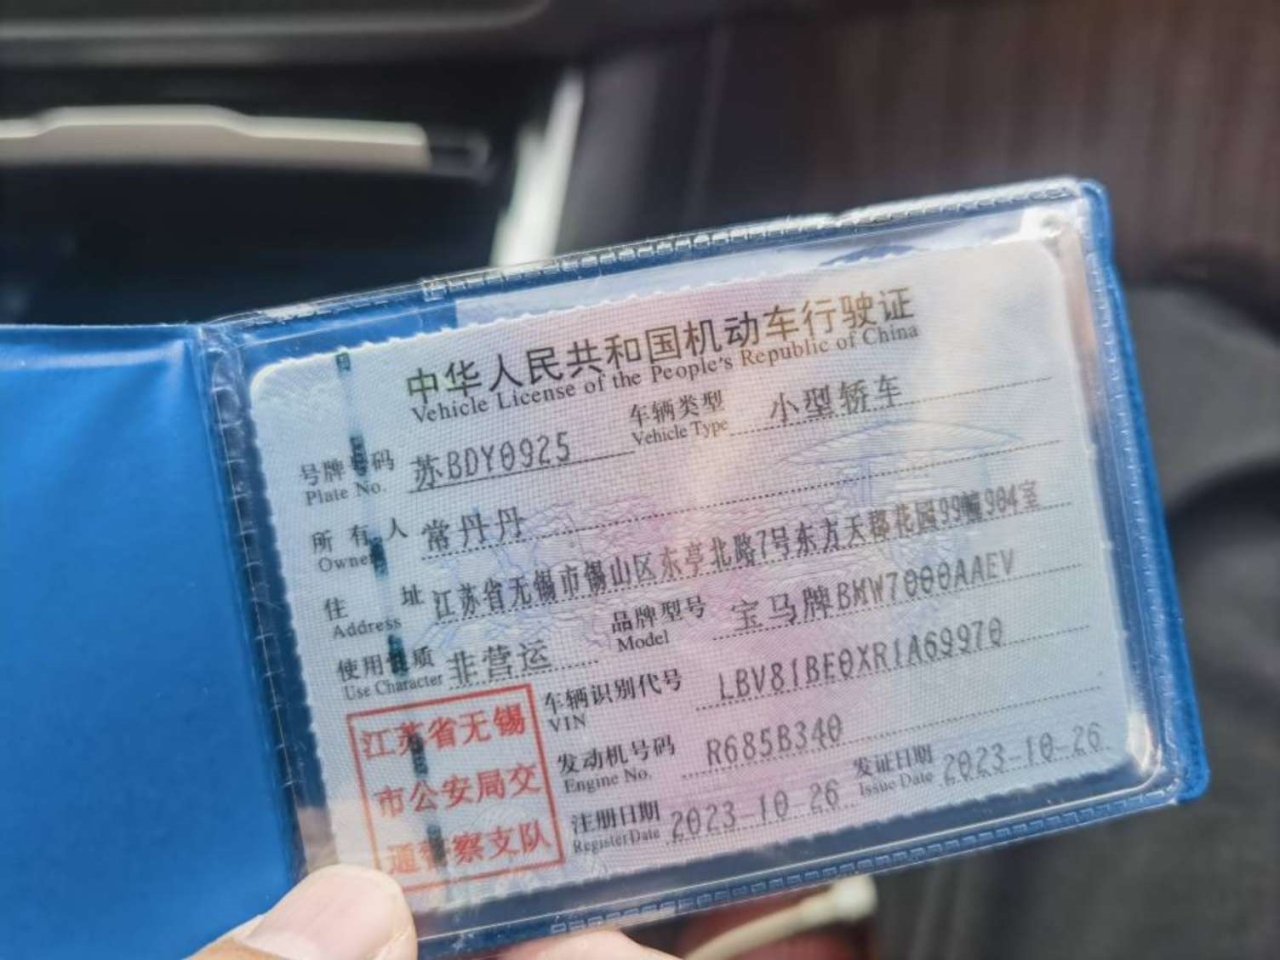 中华人民共和国机动车行驶证
Vehicle License of the People's Republic of China
号牌号码 苏BDY0925 车辆类型 小型轿车
Plate No. Vehicle Type
所有人 常丹丹
Owner
住址 江苏省无锡市锡山区东亭北路7号东方天郡花园99幢904室
Address
使用性质 非营运 品牌型号 宝马牌BMW7000AAEV
Use Character Model
车辆识别代号 LBV81BE0XR1A69970
VIN
发动机号码 R685B340
Engine No.
注册日期 2023-10-26 发证日期 2023-10-26
Register Date Issue Date
江苏省无锡
市公安局交
通警察支队